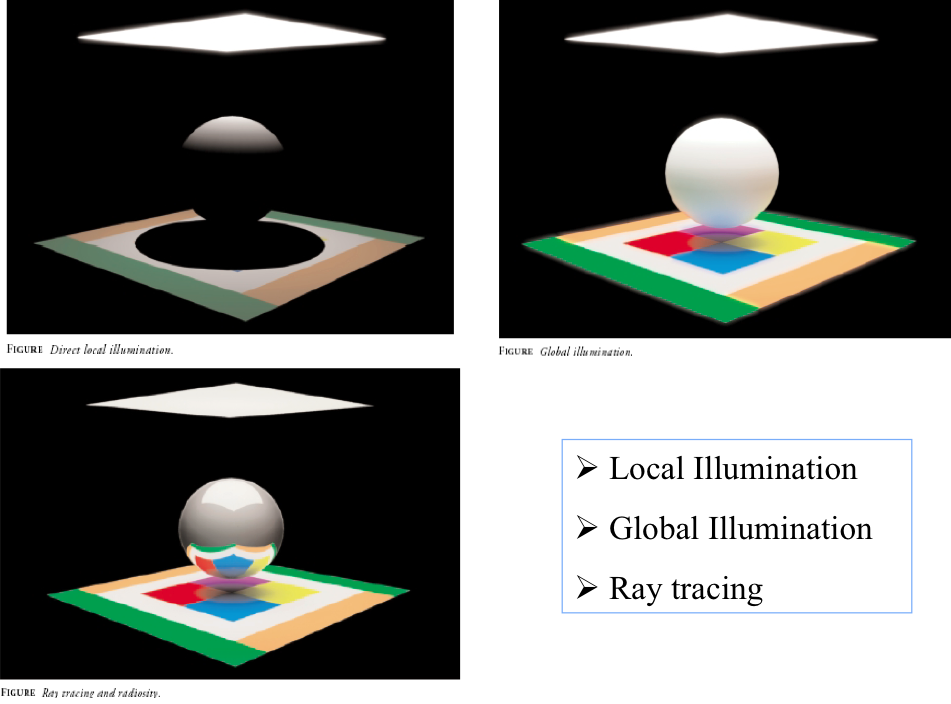 FIGURE Direct local illumination.
FIGURE Global illumination.
FIGURE Ray tracing and radiosity.
➢ Local Illumination
➢ Global Illumination
➢ Ray tracing